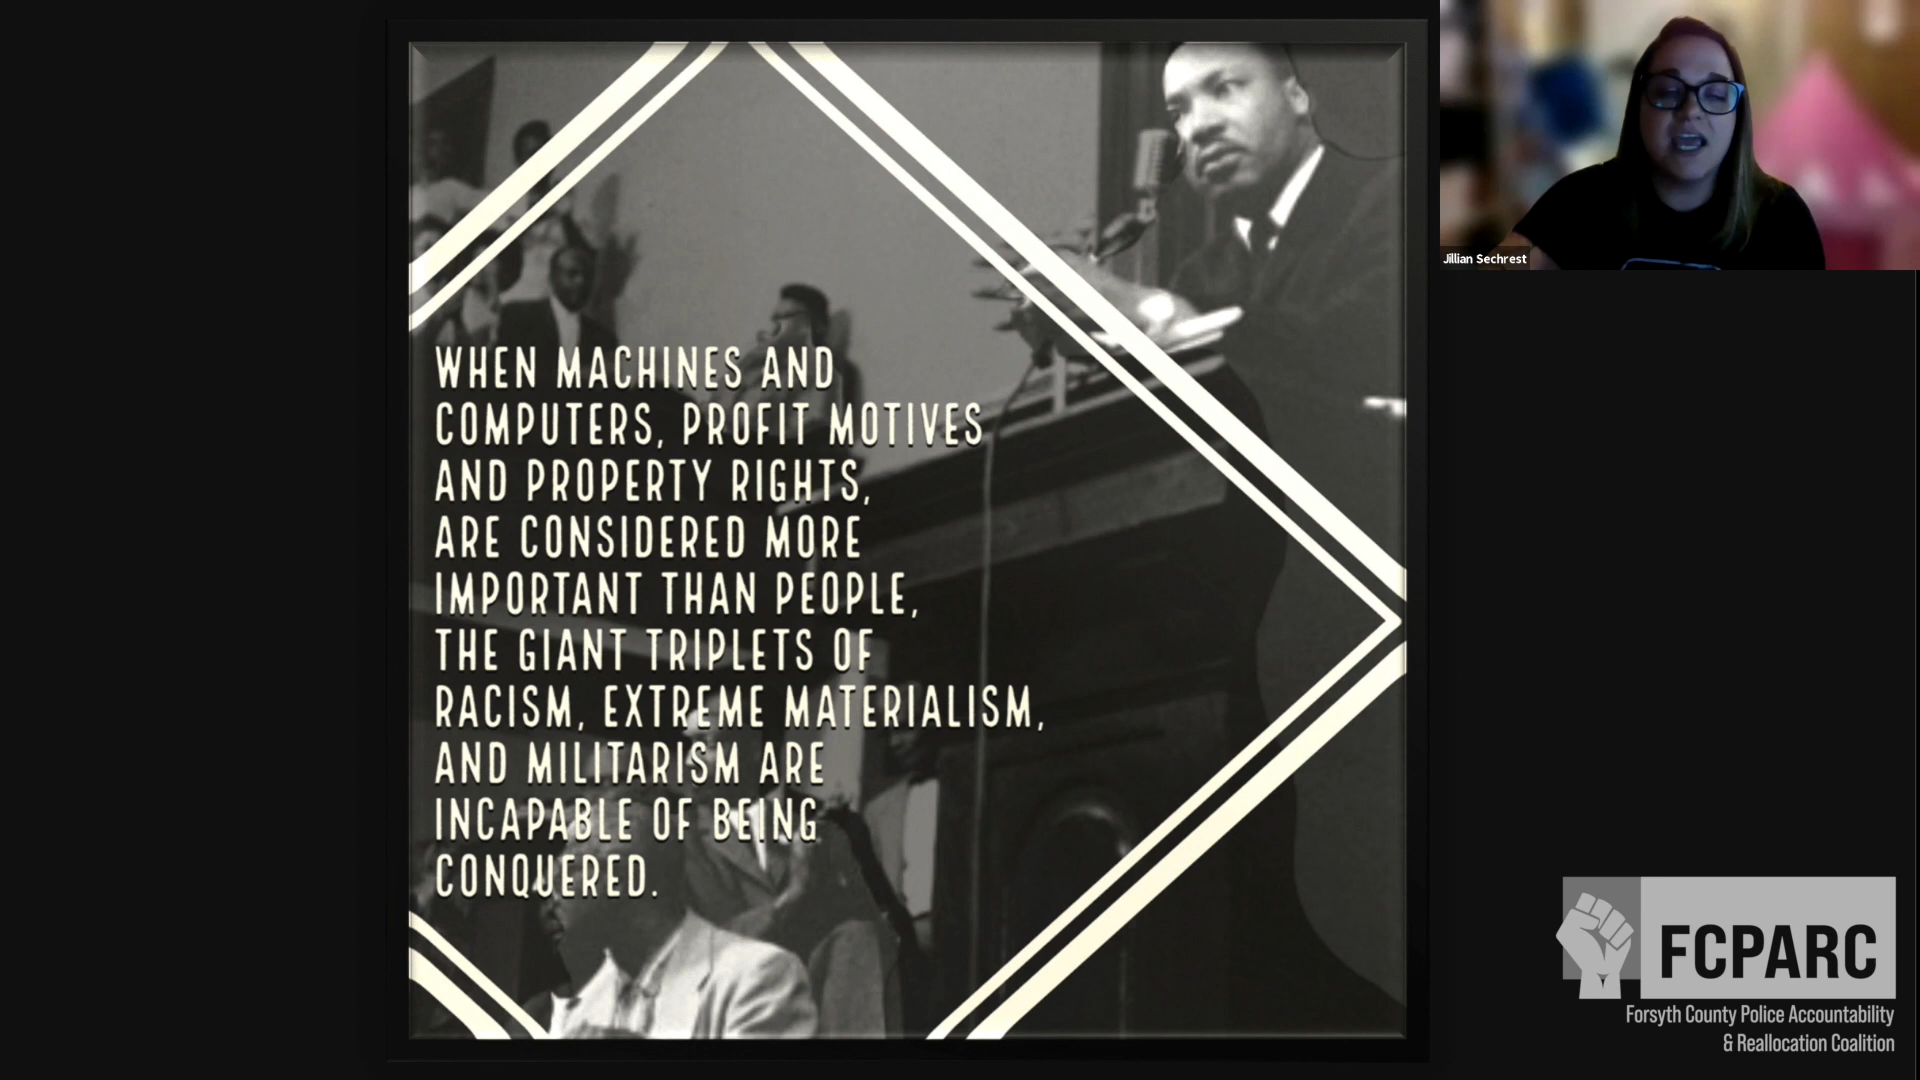 WHEN MACHINES AND
COMPUTERS, PROFIT MOTIVES
AND PROPERTY RIGHTS,
ARE CONSIDERED MORE
IMPORTANT THAN PEOPLE,
THE GIANT TRIPLETS OF
RACISM, EXTREME MATERIALISM,
AND MILITARISM ARE
INCAPABLE OF BEING
CONQUERED.
Jillian Sechrest
FCPARC
Forsyth County Police Accountability
& Reallocation Coalition